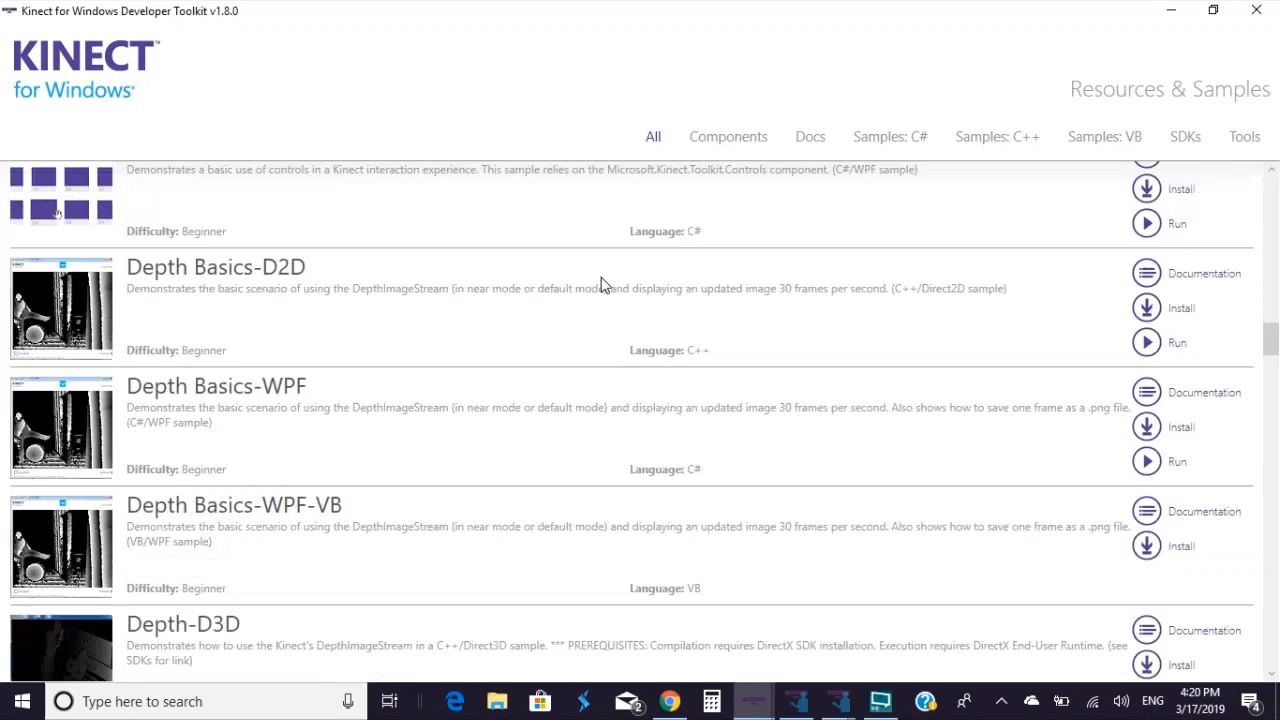 Kinect for Windows Developer Toolkit v1.8.0
KINECT™
for Windows®
Resources & Samples
All Components Docs Samples: C# Samples: C++ Samples: VB SDKs Tools
Demonstrates a basic use of controls in a Kinect interaction experience. This sample relies on the Microsoft.Kinect.Toolkit.Controls component. (C#/WPF sample)
Install
Run
Difficulty: Beginner Language: C#
Depth Basics-D2D
Documentation
Demonstrates the basic scenario of using the DepthImageStream (in near mode or default mode) and displaying an updated image 30 frames per second. (C++/Direct2D sample)
Install
Run
Difficulty: Beginner Language: C++
Depth Basics-WPF
Documentation
Demonstrates the basic scenario of using the DepthImageStream (in near mode or default mode) and displaying an updated image 30 frames per second. Also shows how to save one frame as a .png file.
(C#/WPF sample)
Install
Run
Difficulty: Beginner Language: C#
Depth Basics-WPF-VB
Documentation
Demonstrates the basic scenario of using the DepthImageStream (in near mode or default mode) and displaying an updated image 30 frames per second. Also shows how to save one frame as a .png file.
(VB/WPF sample)
Install
Difficulty: Beginner Language: VB
Depth-D3D
Documentation
Demonstrates how to use the Kinect's DepthImageStream in a C++/Direct3D sample. *** PREREQUISITES: Compilation requires DirectX SDK installation. Execution requires DirectX End-User Runtime. (see
SDKs for link)
Install
Type here to search
2
ENG
4:20 PM
3/17/2019
4